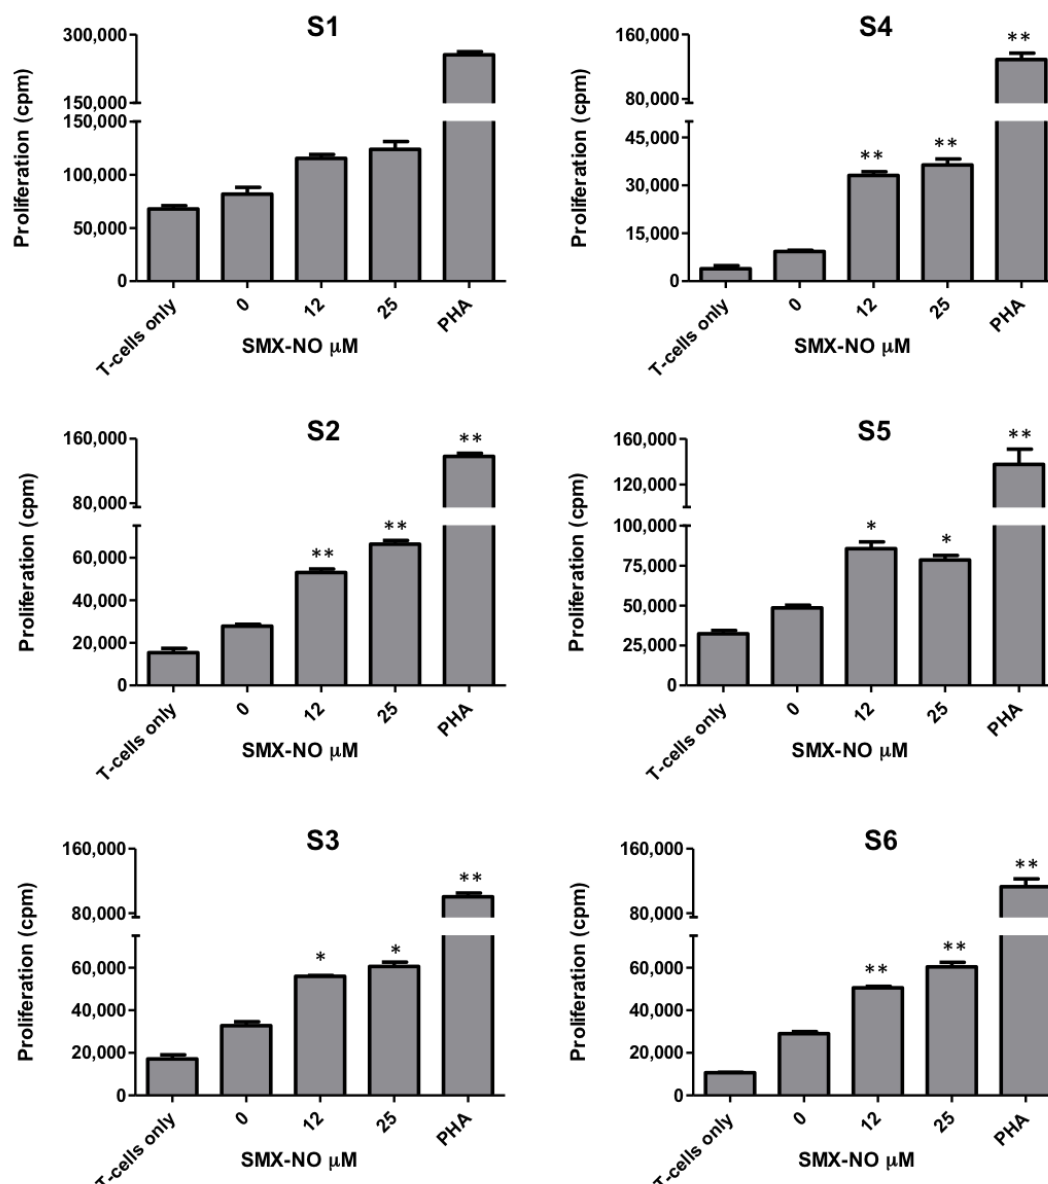 S1
Proliferation (cpm)
300,000
150,000
150,000
100,000
50,000
0
T-cells only
0
12
25
PHA
SMX-NO μM
S4
Proliferation (cpm)
160,000
80,000
45,000
30,000
15,000
0
**
**
**
T-cells only
0
12
25
PHA
SMX-NO μM
S2
Proliferation (cpm)
160,000
80,000
60,000
40,000
20,000
0
**
**
**
T-cells only
0
12
25
PHA
SMX-NO μM
S5
Proliferation (cpm)
160,000
120,000
100,000
75,000
50,000
25,000
0
*
*
**
T-cells only
0
12
25
PHA
SMX-NO μM
S3
Proliferation (cpm)
160,000
80,000
60,000
40,000
20,000
0
*
*
**
T-cells only
0
12
25
PHA
SMX-NO μM
S6
Proliferation (cpm)
160,000
80,000
60,000
40,000
20,000
0
**
**
**
T-cells only
0
12
25
PHA
SMX-NO μM